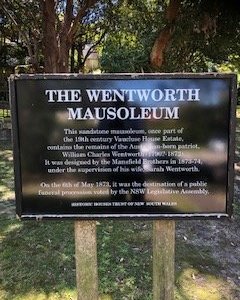 THE WENTWORTH
MAUSOLEUM
This sandstone mausoleum, once part of
the 19th century Vaucluse House Estate,
contains the remains of the Australian-born patriot,
William Charles Wentworth
It was designed by the Mansfield Brothers in 1873-74,
under the supervision of his wife, Sarah Wentworth.
On the 6th of May 1873, it was the destination of a public
funeral procession voted by the NSW Legislative Assembly.
HISTORIC HOUSES TRUST OF NEW SOUTH WALES